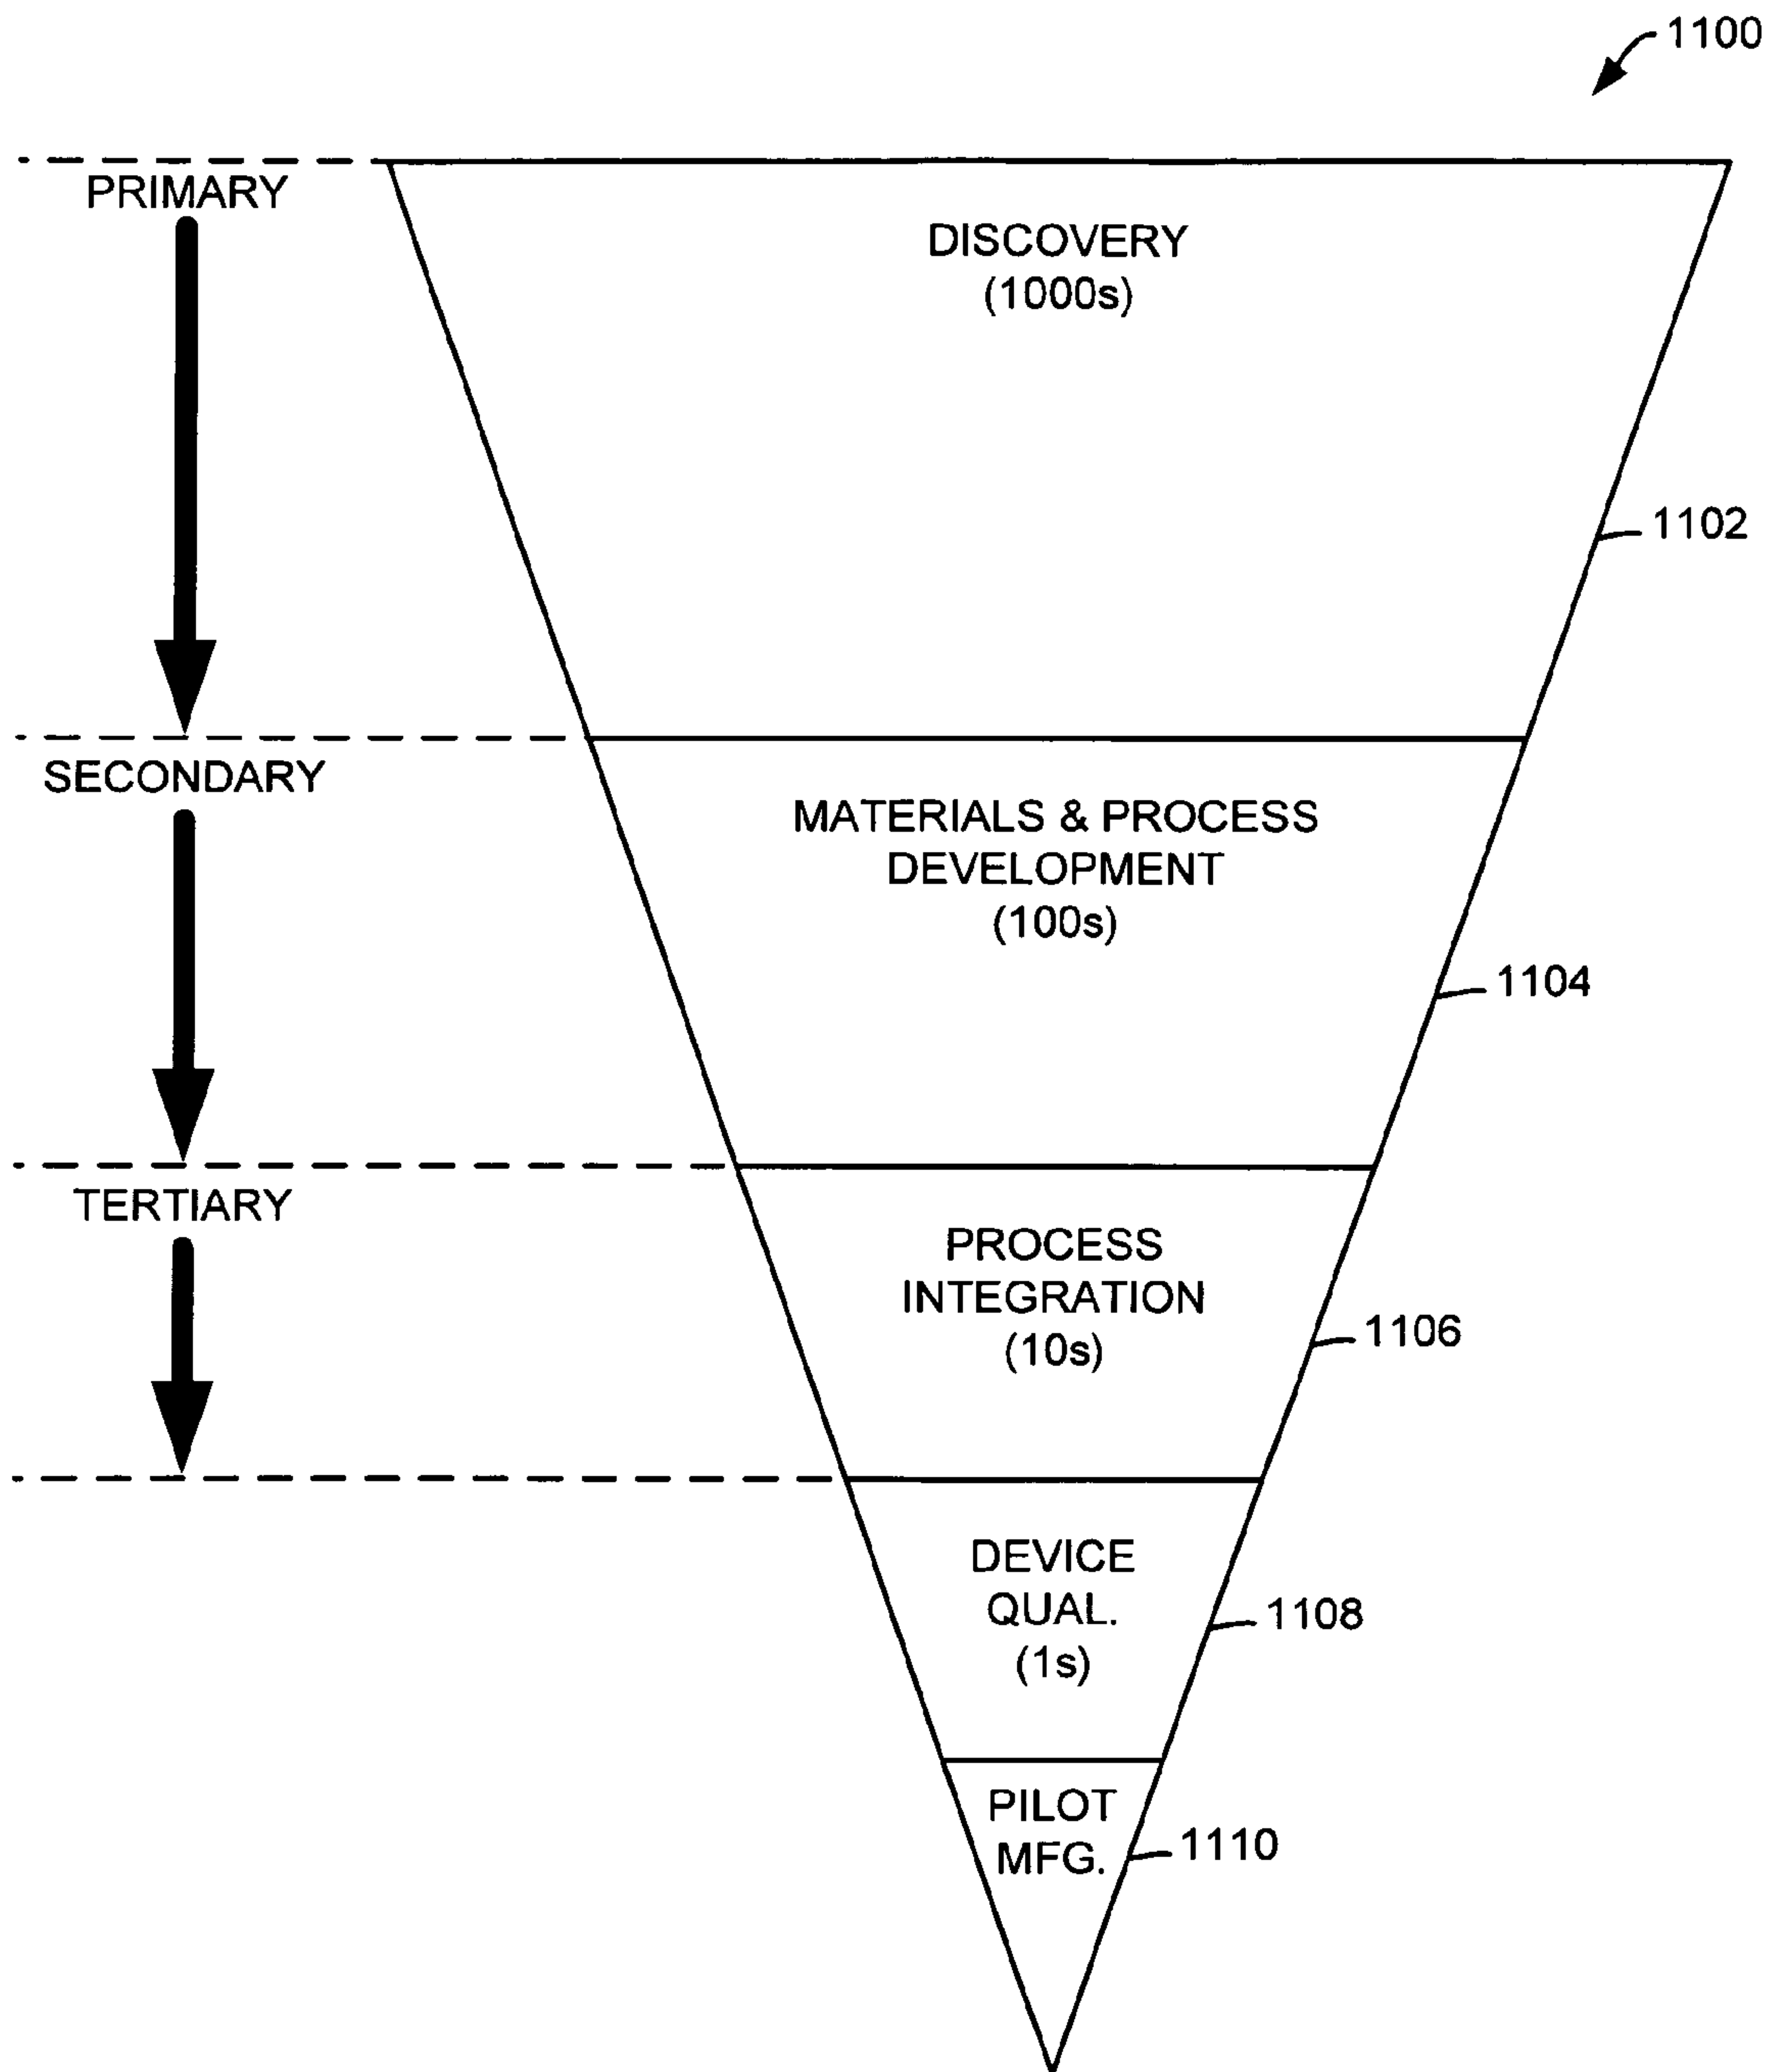 1100
PRIMARY
DISCOVERY
(1000s)
1102
SECONDARY
MATERIALS & PROCESS
DEVELOPMENT
(100s)
1104
TERTIARY
PROCESS
INTEGRATION
(10s)
1106
DEVICE
QUAL.
(1s)
1108
PILOT
MFG.
1110